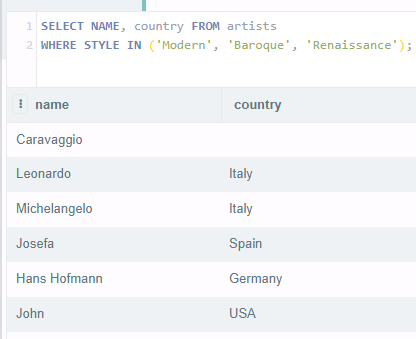 1 SELECT NAME, country FROM artists
2 WHERE STYLE IN ('Modern', 'Baroque', 'Renaissance');
name country
Caravaggio
Leonardo Italy
Michelangelo Italy
Josefa Spain
Hans Hofmann Germany
John USA